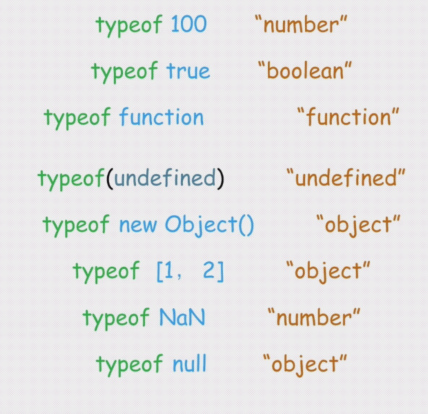 typeof 100 “number”
typeof true “boolean”
typeof function “function”
typeof(undefined) “undefined”
typeof new Object() “object”
typeof [1, 2] “object”
typeof NaN “number”
typeof null “object”